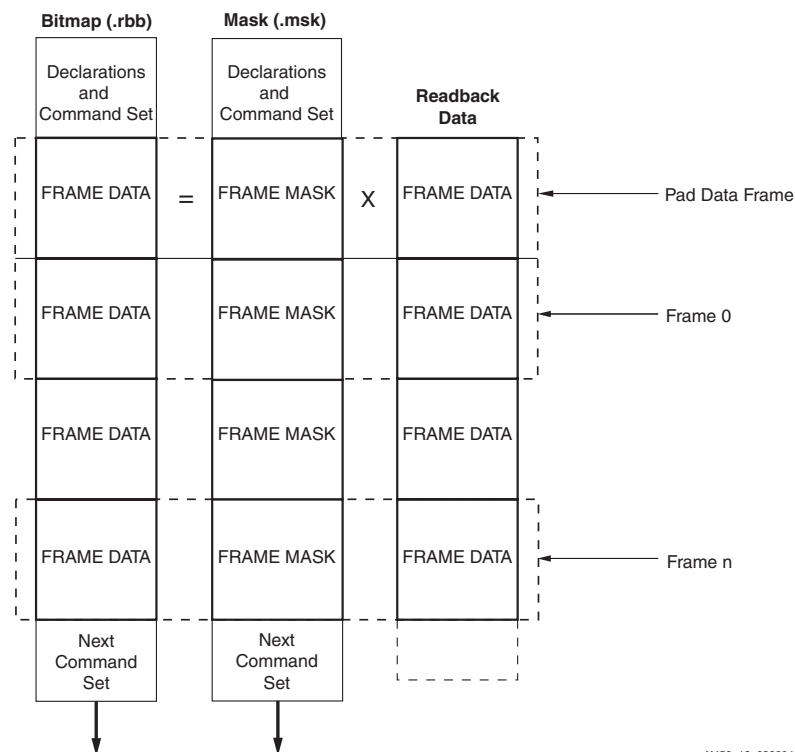 Bitmap (.rbb)
Mask (.msk)
Declarations
and
Command Set
Declarations
and
Command Set
Readback
Data
FRAME DATA
=
FRAME MASK
X
FRAME DATA
Pad Data Frame
FRAME DATA
FRAME MASK
FRAME DATA
Frame 0
FRAME DATA
FRAME MASK
FRAME DATA
FRAME DATA
FRAME MASK
FRAME DATA
Frame n
Next
Command
Set
Next
Command
Set